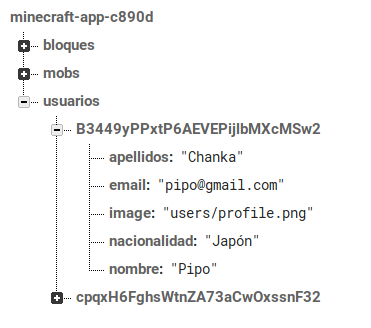 minecraft-app-c890d
bloques
mobs
usuarios
B3449yPPxtP6AEVEPijlbMXcMSw2
apellidos: "Chanka"
email: "pipo@gmail.com"
image: "users/profile.png"
nacionalidad: "Japón"
nombre: "Pipo"
cpqxH6FghsWtnZA73aCwOxssnF32